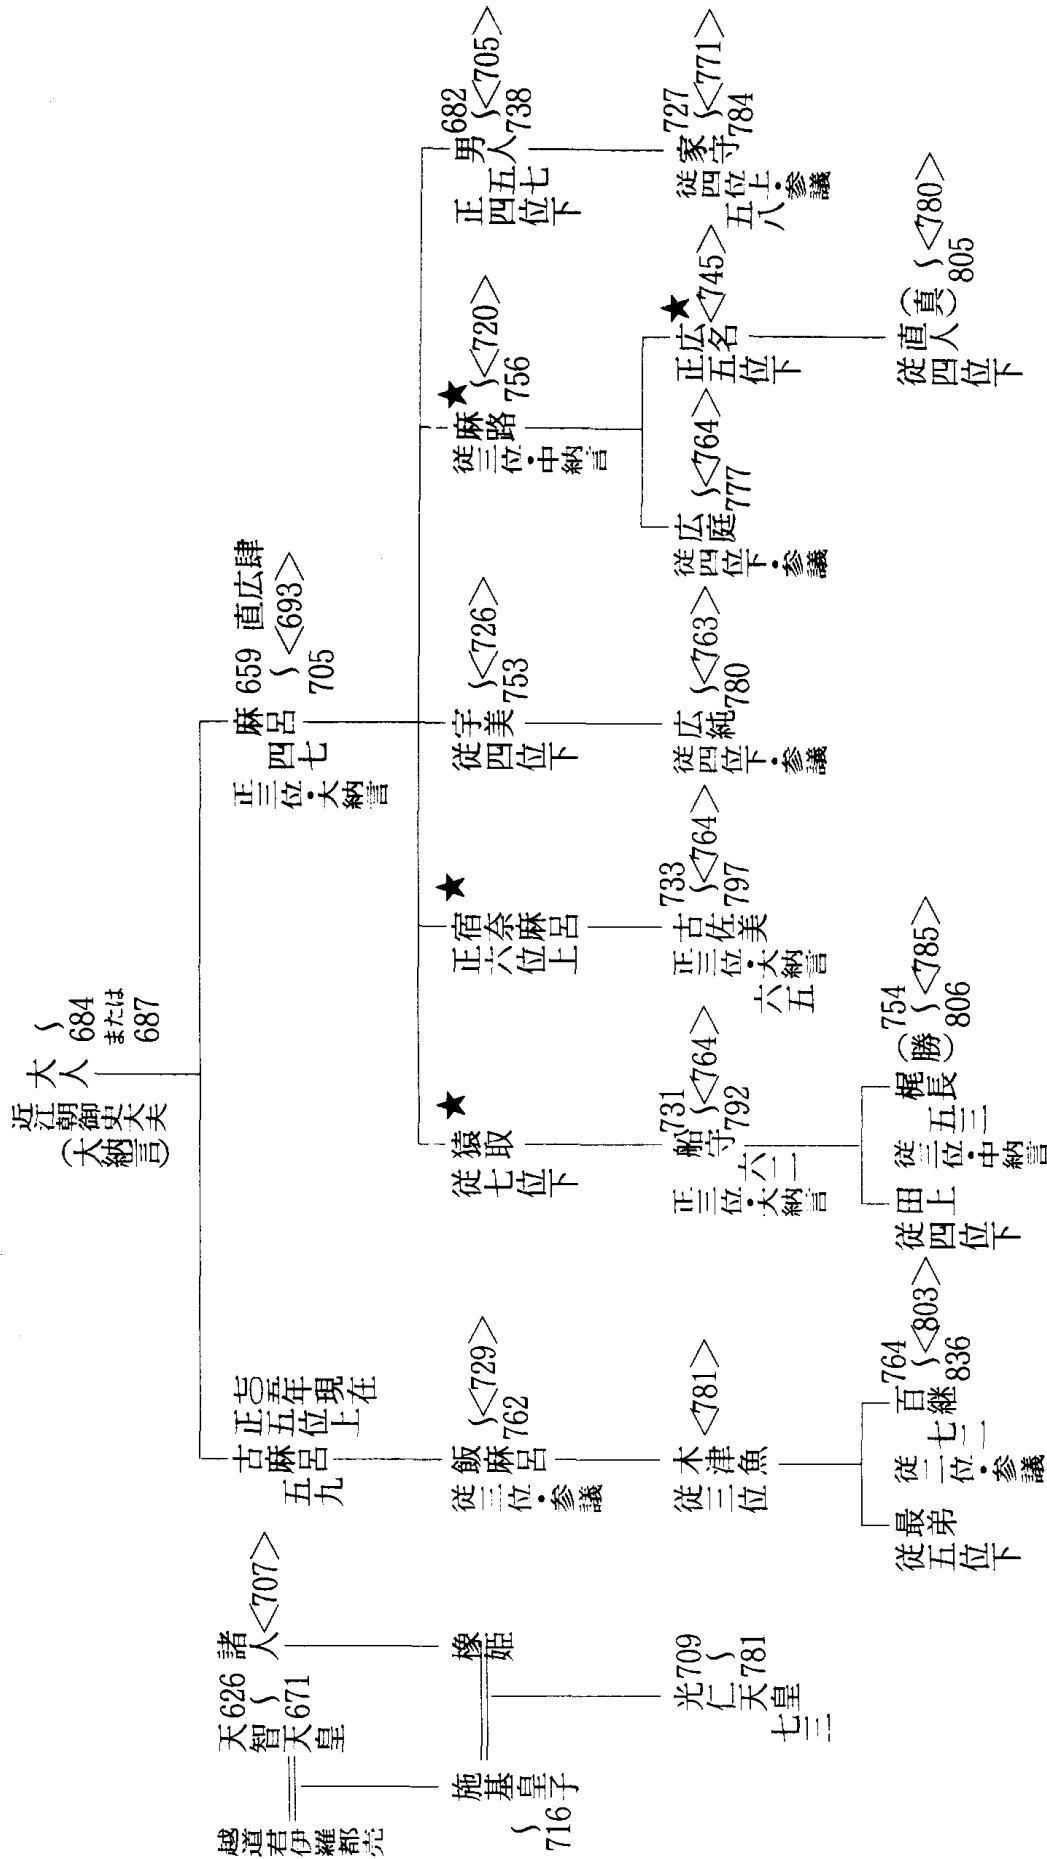 大人
〜684
または
687
近江朝御史大夫
（大納言）
麻呂
659〜705
直広肆
<693>
四七
正三位・大納言
古麻呂
七〇五年現在
正五位上
五九
男人
682〜738
<705>
五七
正四位下
★
麻路
〜756
<720>
従三位・中納言
宇美
〜753
<726>
従四位下
★
宿奈麻呂
正六位上
★
猿取
従七位下
飯麻呂
〜762
<729>
従三位・参議
家守
727〜784
<771>
従四位上・参議
五八
★
広名
<745>
正五位下
広庭
〜777
<764>
従四位下・参議
広純
〜780
<763>
従四位下・参議
古佐美
733〜797
<764>
正三位・大納言
六五
船守
731〜792
<764>
六二
正三位・大納言
木津魚
<781>
従三位
直人（真）
〜805
<780>
従四位下
梶長（勝）
754〜806
<785>
五三
従三位・中納言
田上
従四位下
百継
764〜836
<803>
七二
従二位・参議
最弟
従五位下
諸人
<707>
天智天皇
626〜671
越道君伊羅都売
橡姫
施基皇子
〜716
光仁天皇
709〜781
七三